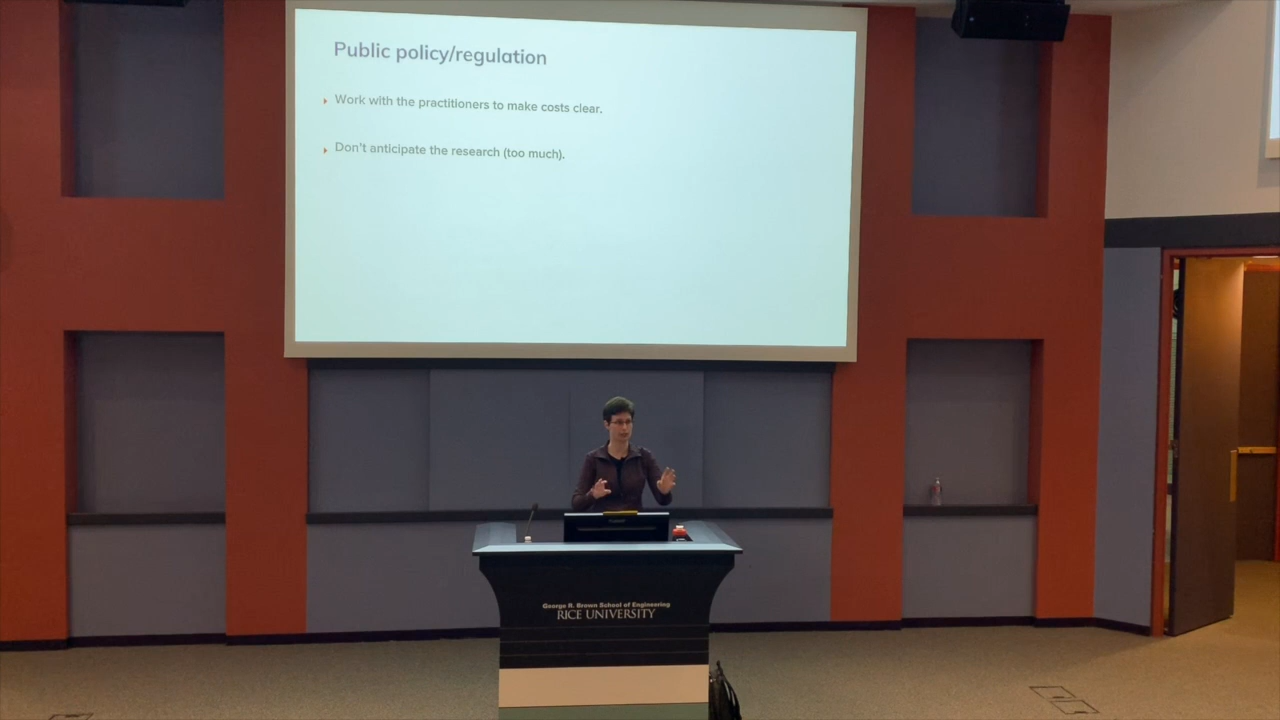 Public policy/regulation
Work with the practitioners to make costs clear.
Don't anticipate the research (too much).
George R. Brown School of Engineering
RICE UNIVERSITY